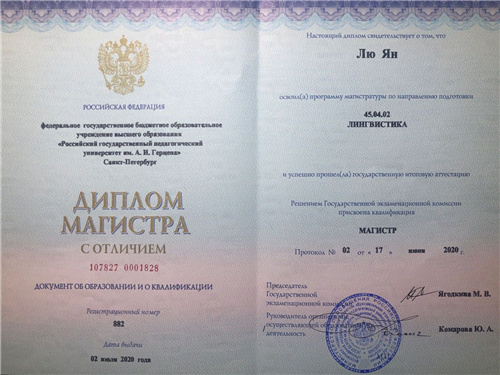 РОССИЙСКАЯ ФЕДЕРАЦИЯ
федеральное государственное бюджетное образовательное
учреждение высшего образования
«Российский государственный педагогический
университет им. А. И. Герцена»
Санкт-Петербург
ДИПЛОМ
МАГИСТРА
С ОТЛИЧИЕМ
107827 0001828
ДОКУМЕНТ ОБ ОБРАЗОВАНИИ И О КВАЛИФИКАЦИИ
Регистрационный номер
882
Дата выдачи
02 июля 2020 года
Настоящий диплом свидетельствует о том, что
Лю Ян
освоил(а) программу магистратуры по направлению подготовки
45.04.02
ЛИНГВИСТИКА
и успешно прошел(ла) государственную итоговую аттестацию
Решением Государственной экзаменационной комиссии
присвоена квалификация
МАГИСТР
Протокол № 02 от « 17 » июня 2020 г.
Председатель
Государственной
экзаменационной
Ягодкина М. В.
Руководитель
осуществляющей
деятельность
Комарова Ю. А.